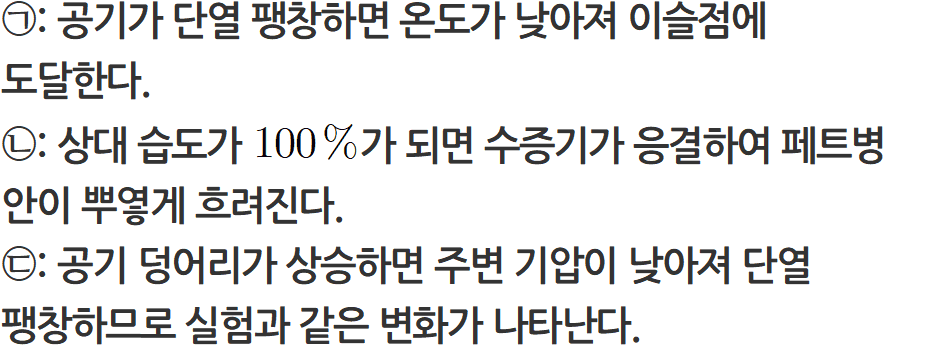 ㉠: 공기가 단열 팽창하면 온도가 낮아져 이슬점에
도달한다.
㉡: 상대 습도가 100%가 되면 수증기가 응결하여 페트병
안이 뿌옇게 흐려진다.
㉢: 공기 덩어리가 상승하면 주변 기압이 낮아져 단열
팽창하므로 실험과 같은 변화가 나타난다.